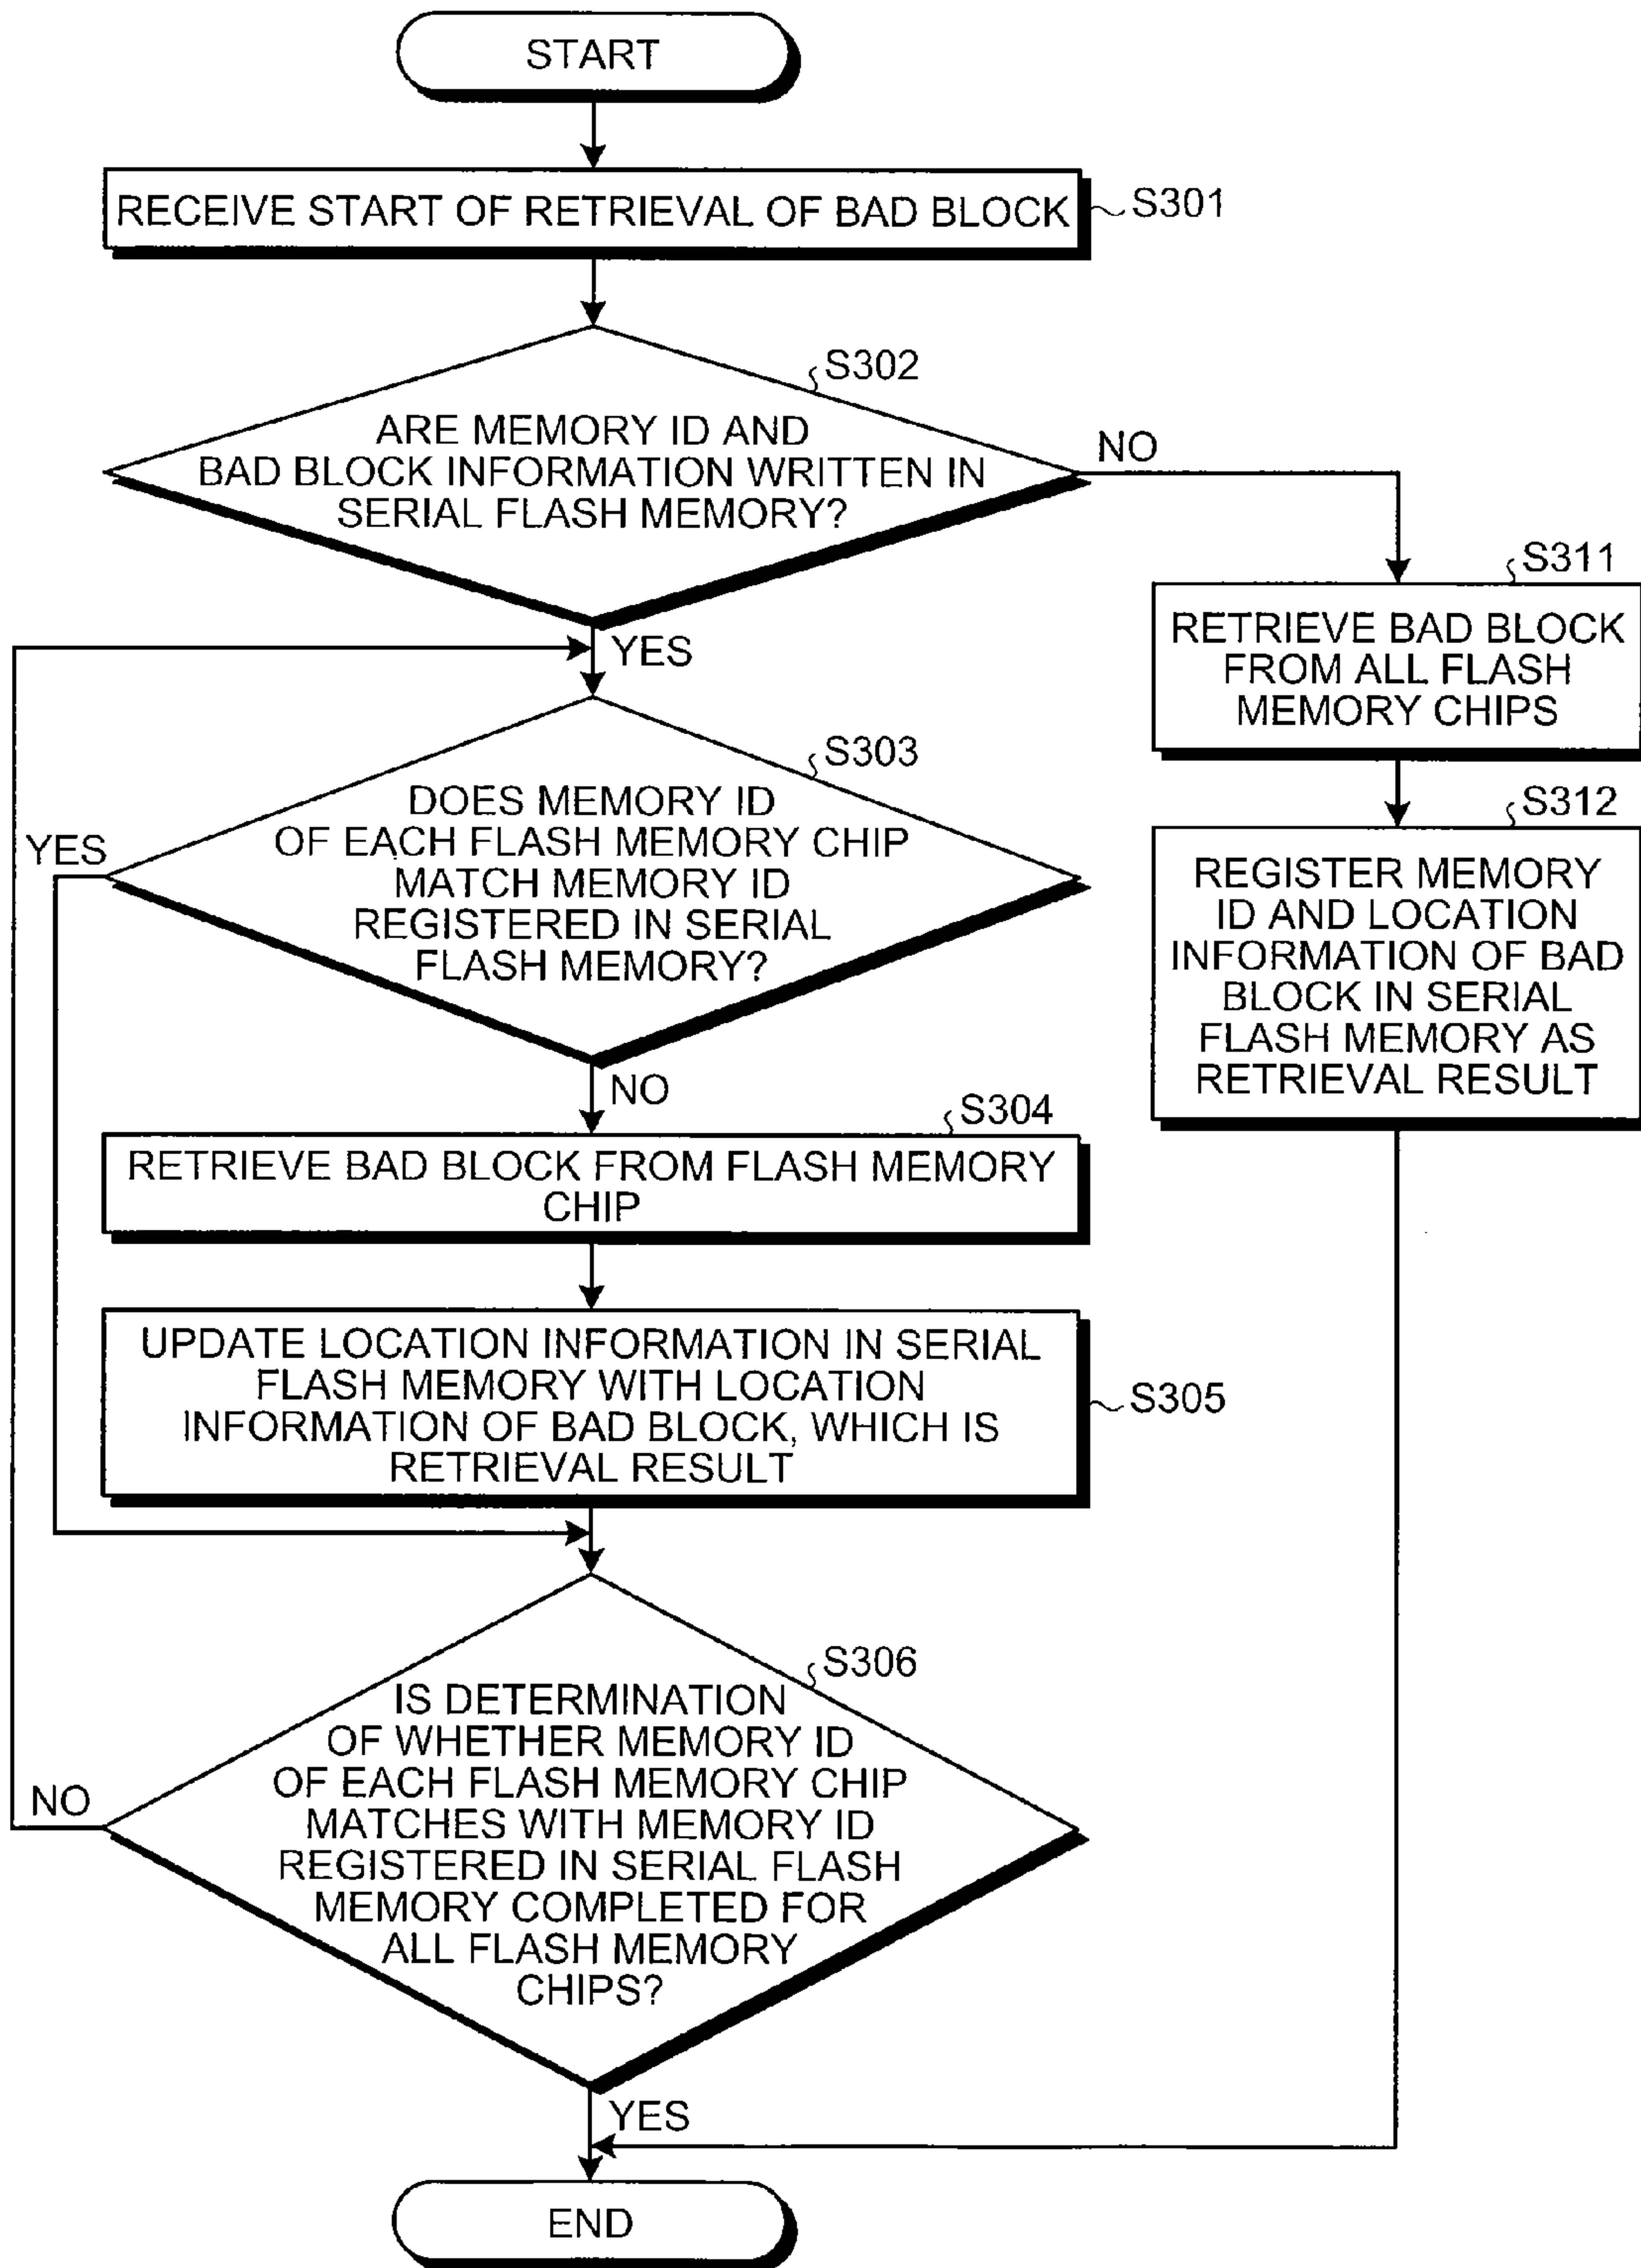 START
RECEIVE START OF RETRIEVAL OF BAD BLOCK
S301
S302
ARE MEMORY ID AND
BAD BLOCK INFORMATION WRITTEN IN
SERIAL FLASH MEMORY?
NO
YES
S311
RETRIEVE BAD BLOCK
FROM ALL FLASH
MEMORY CHIPS
S312
REGISTER MEMORY
ID AND LOCATION
INFORMATION OF BAD
BLOCK IN SERIAL
FLASH MEMORY AS
RETRIEVAL RESULT
S303
DOES MEMORY ID
OF EACH FLASH MEMORY CHIP
MATCH MEMORY ID
REGISTERED IN SERIAL
FLASH MEMORY?
YES
NO
S304
RETRIEVE BAD BLOCK FROM FLASH MEMORY
CHIP
UPDATE LOCATION INFORMATION IN SERIAL
FLASH MEMORY WITH LOCATION
INFORMATION OF BAD BLOCK, WHICH IS
RETRIEVAL RESULT
S305
S306
IS DETERMINATION
OF WHETHER MEMORY ID
OF EACH FLASH MEMORY CHIP
MATCHES WITH MEMORY ID
REGISTERED IN SERIAL FLASH
MEMORY COMPLETED FOR
ALL FLASH MEMORY
CHIPS?
NO
YES
END